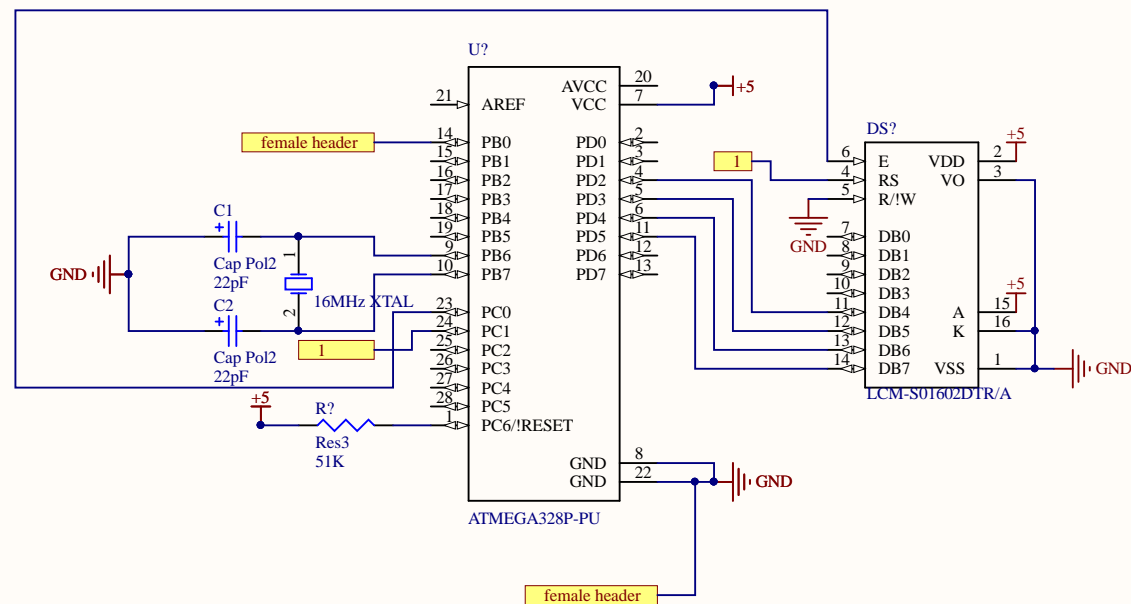 U?
AVCC 20
VCC 7
+5
21 AREF
female header
14 PB0
15 PB1
16 PB2
17 PB3
18 PB4
19 PB5
9 PB6
10 PB7
PD0 2
PD1 3
PD2 4
PD3 5
PD4 6
PD5 11
PD6 12
PD7 13
C1
+
Cap Pol2
22pF
GND
1
2
16MHz XTAL
C2
+
Cap Pol2
22pF
1
23 PC0
24 PC1
25 PC2
26 PC3
27 PC4
28 PC5
1 PC6/!RESET
+5
R?
Res3
51K
GND 8
GND 22
GND
ATMEGA328P-PU
female header
DS?
1
GND
6 E
4 RS
5 R/!W
7 DB0
8 DB1
9 DB2
10 DB3
11 DB4
12 DB5
13 DB6
14 DB7
+5
VDD 2
VO 3
+5
A 15
K 16
VSS 1
GND
LCM-S01602DTR/A